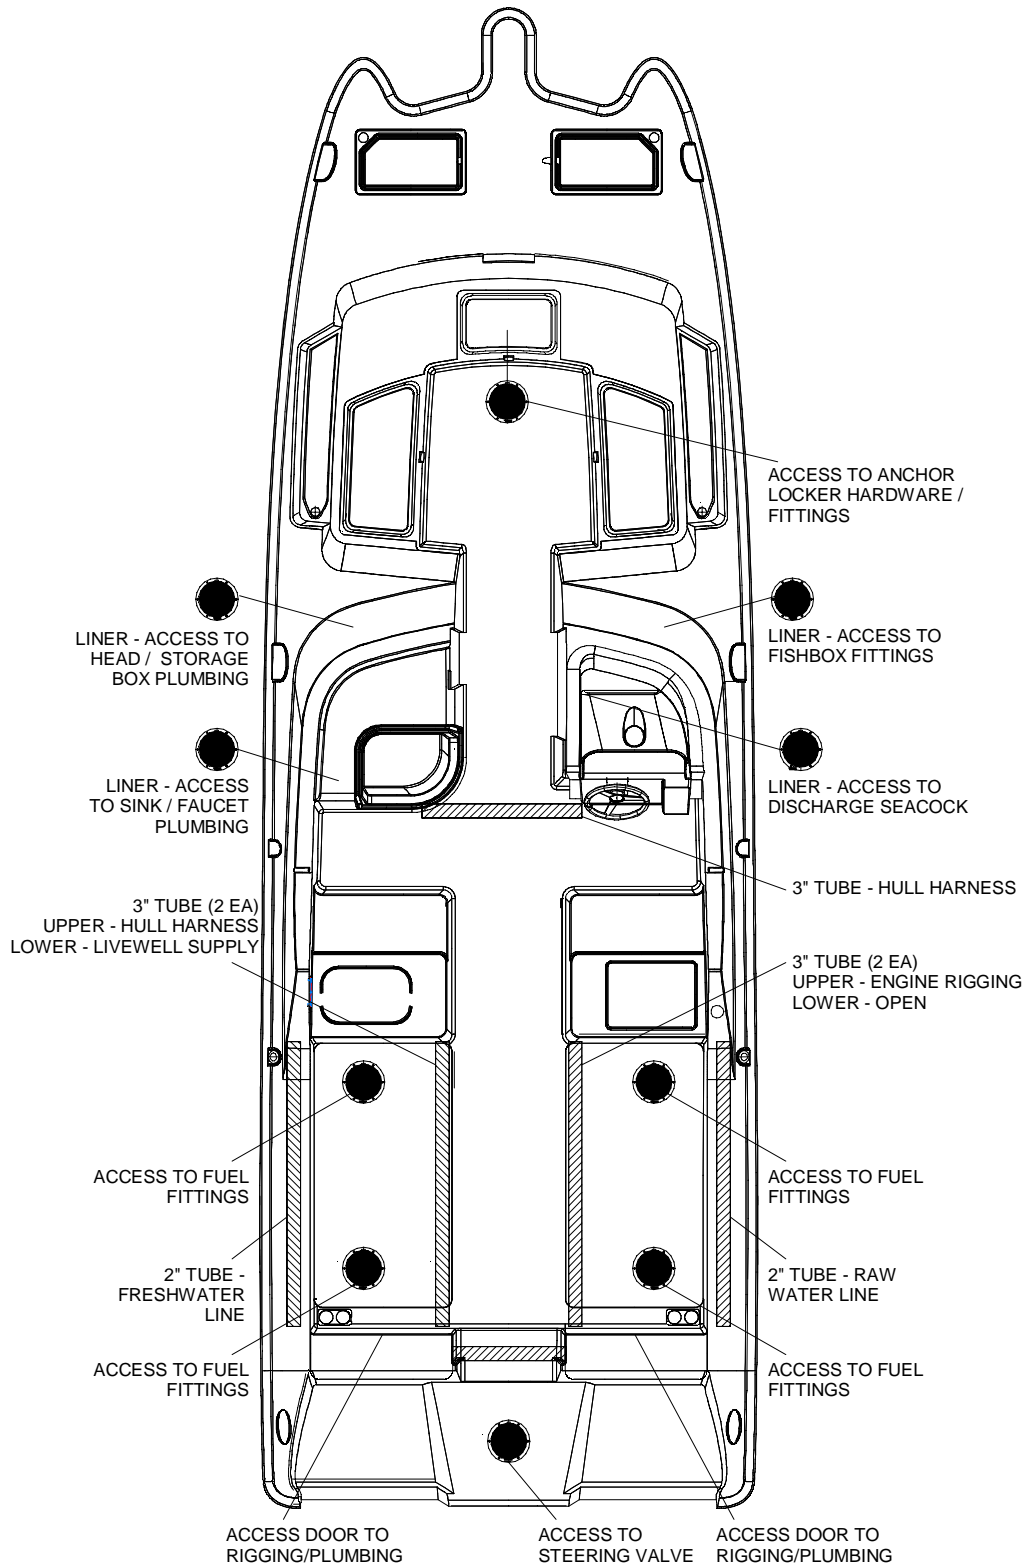 ACCESS TO ANCHOR
LOCKER HARDWARE /
FITTINGS
LINER - ACCESS TO
HEAD / STORAGE
BOX PLUMBING
LINER - ACCESS TO
FISHBOX FITTINGS
LINER - ACCESS
TO SINK / FAUCET
PLUMBING
LINER - ACCESS TO
DISCHARGE SEACOCK
3" TUBE - HULL HARNESS
3" TUBE (2 EA)
UPPER - HULL HARNESS
LOWER - LIVEWELL SUPPLY
3" TUBE (2 EA)
UPPER - ENGINE RIGGING
LOWER - OPEN
ACCESS TO FUEL
FITTINGS
ACCESS TO FUEL
FITTINGS
2" TUBE -
FRESHWATER
LINE
2" TUBE - RAW
WATER LINE
ACCESS TO FUEL
FITTINGS
ACCESS TO FUEL
FITTINGS
ACCESS DOOR TO
RIGGING/PLUMBING
ACCESS TO
STEERING VALVE
ACCESS DOOR TO
RIGGING/PLUMBING